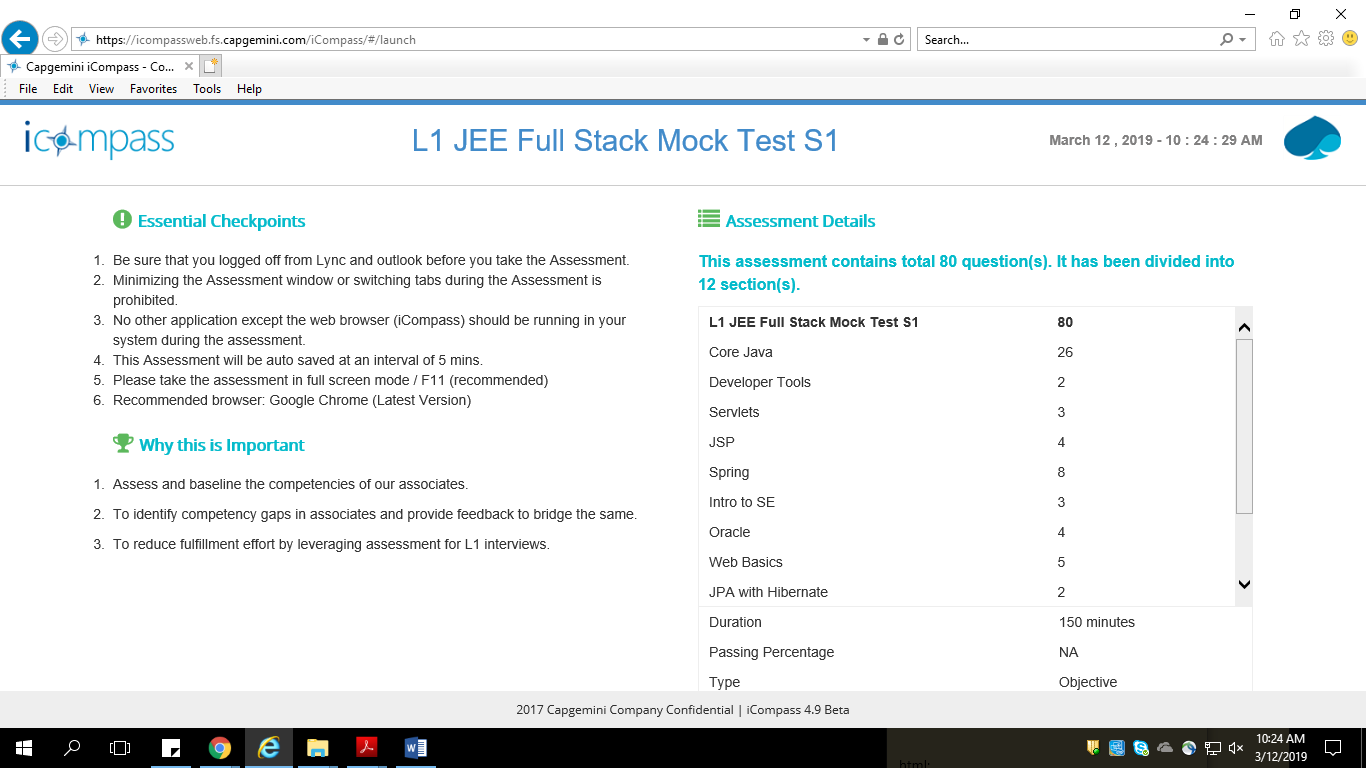 https://icompassweb.fs.capgemini.com/iCompass/#/launch
Search...
Capgemini iCompass - Co...
File Edit View Favorites Tools Help
icompass
L1 JEE Full Stack Mock Test S1
March 12 , 2019 - 10 : 24 : 29 AM
Essential Checkpoints
1. Be sure that you logged off from Lync and outlook before you take the Assessment.
2. Minimizing the Assessment window or switching tabs during the Assessment is
prohibited.
3. No other application except the web browser (iCompass) should be running in your
system during the assessment.
4. This Assessment will be auto saved at an interval of 5 mins.
5. Please take the assessment in full screen mode / F11 (recommended)
6. Recommended browser: Google Chrome (Latest Version)
Why this is Important
1. Assess and baseline the competencies of our associates.
2. To identify competency gaps in associates and provide feedback to bridge the same.
3. To reduce fulfillment effort by leveraging assessment for L1 interviews.
Assessment Details
This assessment contains total 80 question(s). It has been divided into
12 section(s).
L1 JEE Full Stack Mock Test S1 80
Core Java 26
Developer Tools 2
Servlets 3
JSP 4
Spring 8
Intro to SE 3
Oracle 4
Web Basics 5
JPA with Hibernate 2
Duration 150 minutes
Passing Percentage NA
Type Objective
2017 Capgemini Company Confidential | iCompass 4.9 Beta
html:
10:24 AM
3/12/2019